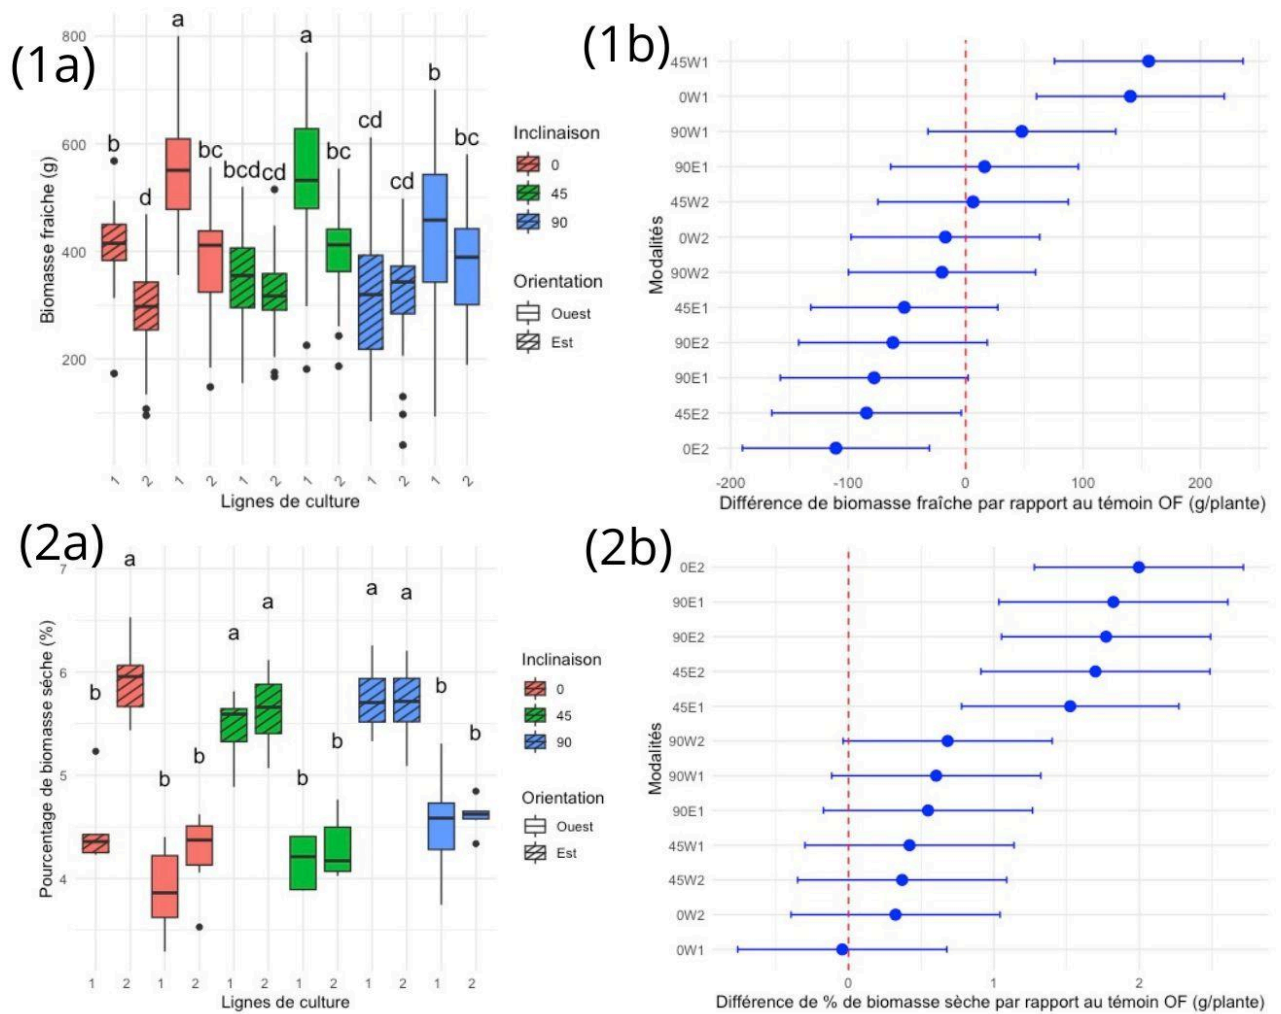 (1a)
800
600
400
200
Biomasse fraiche (g)
b
d
a
bc
bcd
cd
a
bc
cd
cd
b
bc
1
2
1
2
1
2
1
2
1
2
1
2
Lignes de culture
Inclinaison
0
45
90
Orientation
Ouest
Est
(1b)
Modalités
45W1
0W1
90W1
90E1
45W2
0W2
90W2
45E1
90E2
90E1
45E2
0E2
-200
-100
0
100
200
Différence de biomasse fraîche par rapport au témoin OF (g/plante)
(2a)
7
6
5
4
Pourcentage de biomasse séche (%)
b
a
b
b
a
a
b
b
a
a
b
b
1
2
1
2
1
2
1
2
1
2
1
2
Lignes de culture
Inclinaison
0
45
90
Orientation
Ouest
Est
(2b)
Modalités
0E2
90E1
90E2
45E2
45E1
90W2
90W1
90E1
45W1
45W2
0W2
0W1
0
1
2
Différence de % de biomasse sèche par rapport au témoin OF (g/plante)